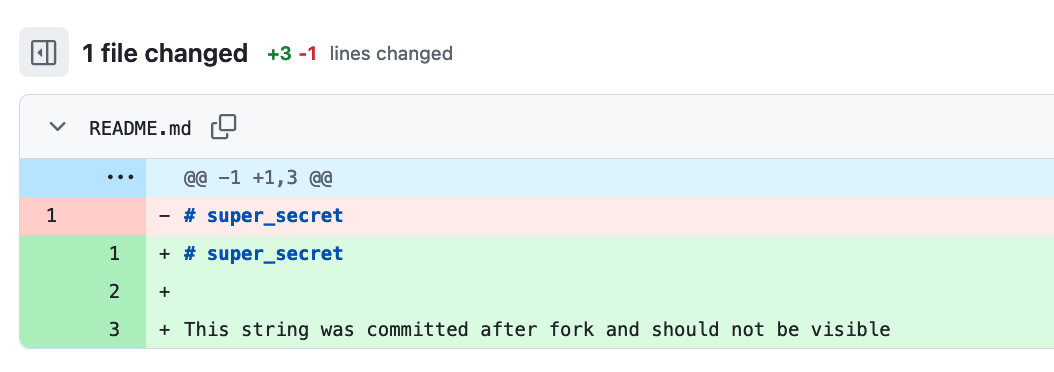 1 file changed +3 -1 lines changed
README.md
... @@ -1 +1,3 @@
1 - # super_secret
1 + # super_secret
2 +
3 + This string was committed after fork and should not be visible